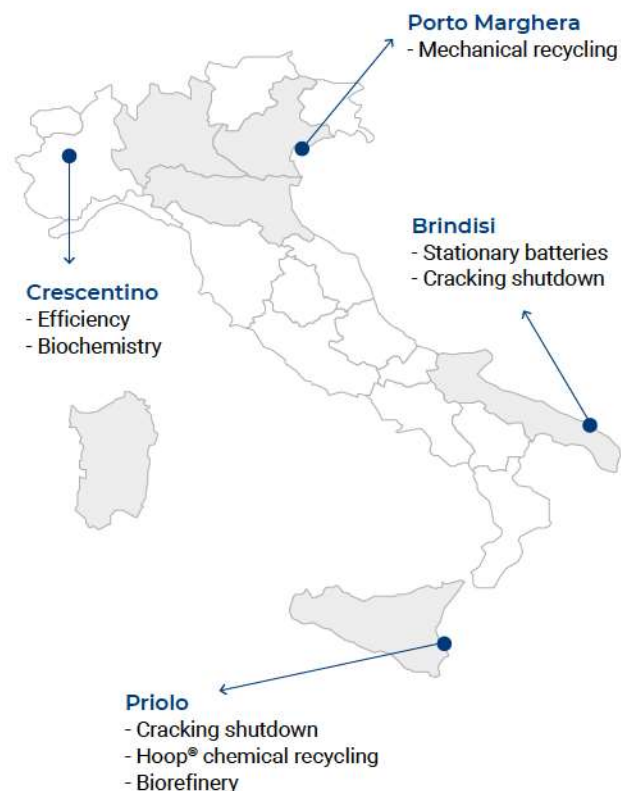 Porto Marghera
- Mechanical recycling
Brindisi
- Stationary batteries
- Cracking shutdown
Crescentino
- Efficiency
- Biochemistry
Priolo
- Cracking shutdown
- Hoop® chemical recycling
- Biorefinery